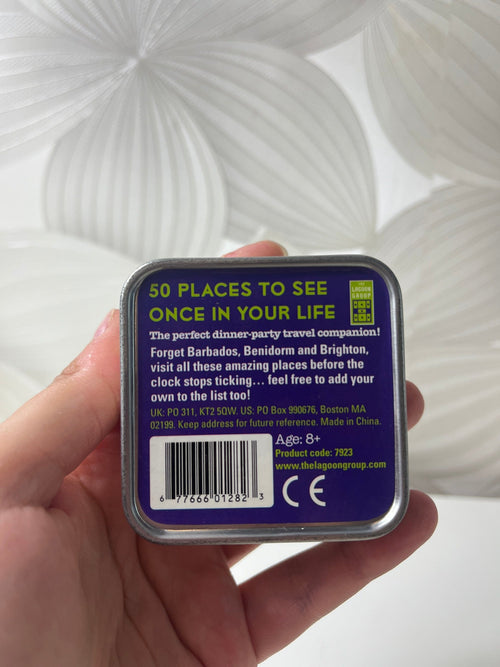 50 PLACES TO SEE
ONCE IN YOUR LIFE
THE
LAGOON
GROUP
The perfect dinner-party travel companion!
Forget Barbados, Benidorm and Brighton,
visit all these amazing places before the
clock stops ticking... feel free to add your
own to the list too!
UK: PO 311, KT2 5QW. US: PO Box 990676, Boston MA
02199. Keep address for future reference. Made in China.
Age: 8+
Product code: 7923
www.thelagoongroup.com
6 77666 01282 3
CE